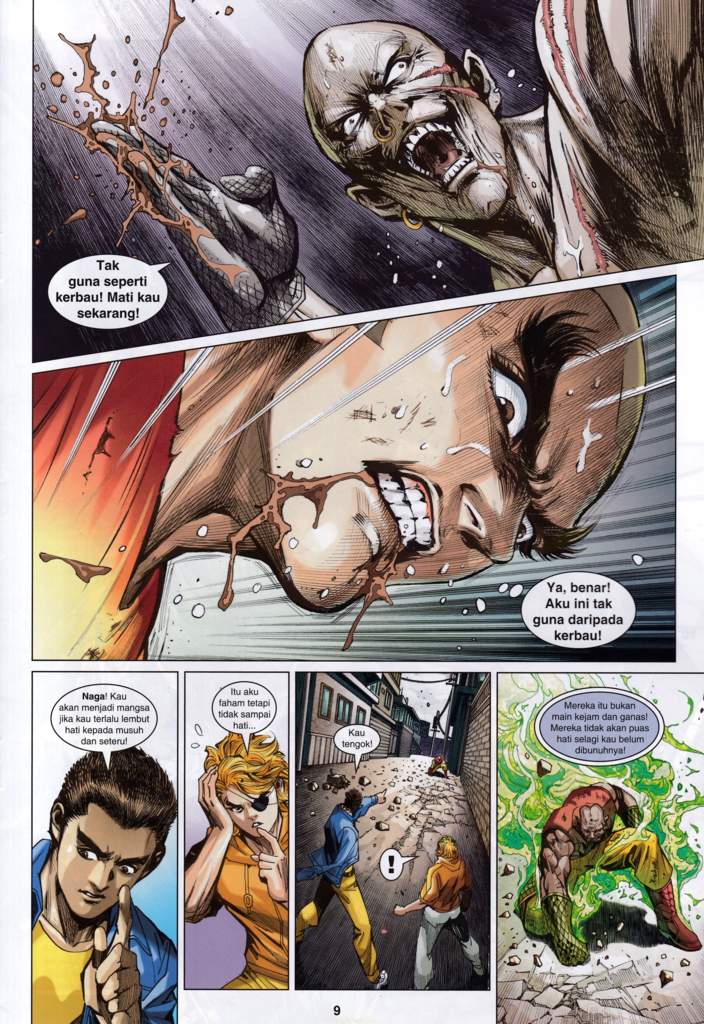 Tak
guna seperti
kerbau! Mati kau
sekarang!
Ya, benar!
Aku ini tak
guna daripada
kerbau!
Naga! Kau
akan menjadi mangsa
jika kau terlalu lembut
hati kepada musuh
dan seteru!
Itu aku
faham tetapi
tidak sampai
hati...
Kau
tengok!
!
Mereka itu bukan
main kejam dan ganas!
Mereka tidak akan puas
hati selagi kau belum
dibunuhnya!
9